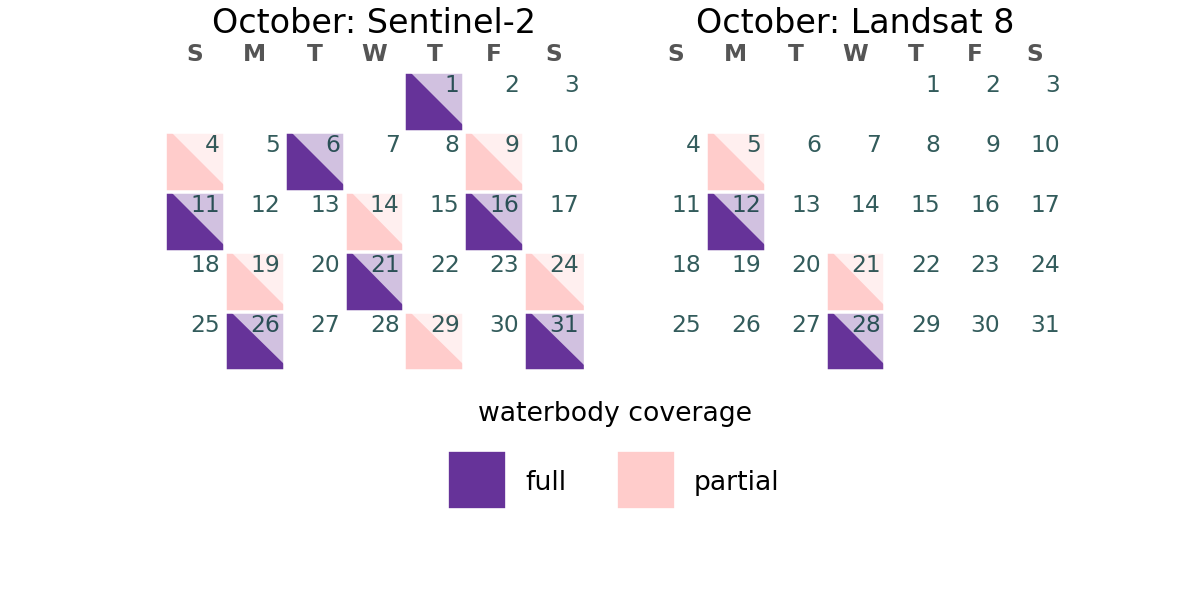 October: Sentinel-2
S M T W T F S
1 2 3
4 5 6 7 8 9 10
11 12 13 14 15 16 17
18 19 20 21 22 23 24
25 26 27 28 29 30 31
October: Landsat 8
S M T W T F S
1 2 3
4 5 6 7 8 9 10
11 12 13 14 15 16 17
18 19 20 21 22 23 24
25 26 27 28 29 30 31
waterbody coverage
full partial